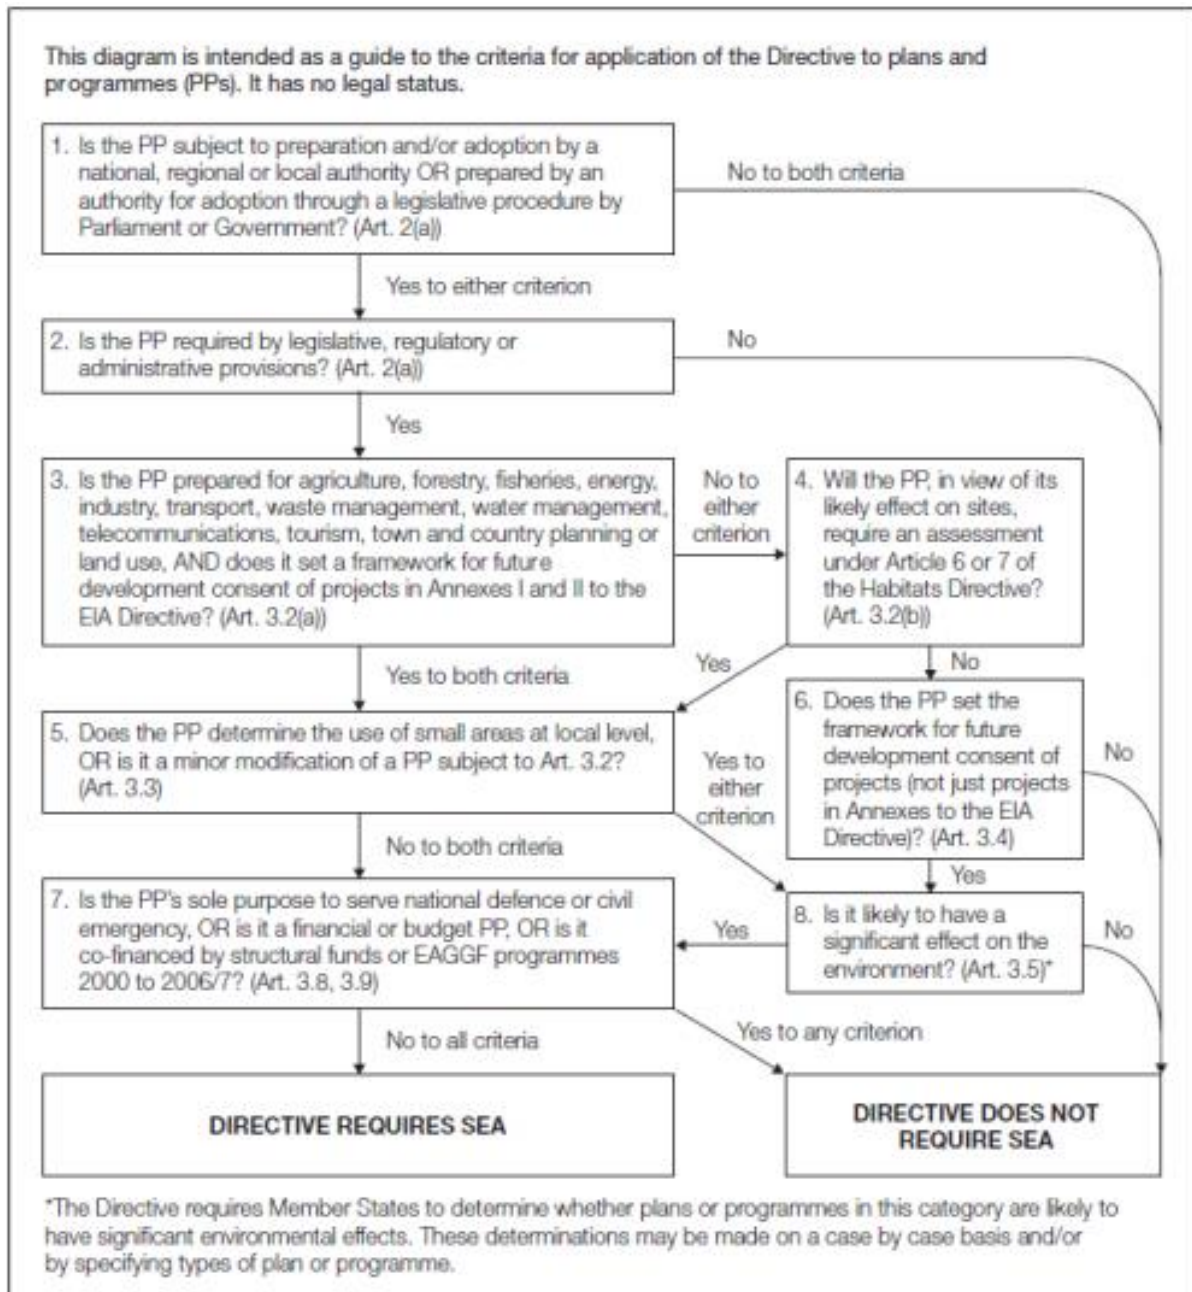 This diagram is intended as a guide to the criteria for application of the Directive to plans and
programmes (PPs). It has no legal status.
1. Is the PP subject to preparation and/or adoption by a
national, regional or local authority OR prepared by an
authority for adoption through a legislative procedure by
Parliament or Government? (Art. 2(a))
No to both criteria
Yes to either criterion
2. Is the PP required by legislative, regulatory or
administrative provisions? (Art. 2(a))
No
Yes
3. Is the PP prepared for agriculture, forestry, fisheries, energy,
industry, transport, waste management, water management,
telecommunications, tourism, town and country planning or
land use, AND does it set a framework for future
development consent of projects in Annexes I and II to the
EIA Directive? (Art. 3.2(a))
No to
either
criterion
4. Will the PP, in view of its
likely effect on sites,
require an assessment
under Article 6 or 7 of
the Habitats Directive?
(Art. 3.2(b))
Yes to both criteria
Yes
No
5. Does the PP determine the use of small areas at local level,
OR is it a minor modification of a PP subject to Art. 3.2?
(Art. 3.3)
Yes to
either
criterion
6. Does the PP set the
framework for future
development consent of
projects (not just projects
in Annexes to the EIA
Directive)? (Art. 3.4)
No
No to both criteria
Yes
7. Is the PP's sole purpose to serve national defence or civil
emergency, OR is it a financial or budget PP, OR is it
co-financed by structural funds or EAGGF programmes
2000 to 2006/7? (Art. 3.8, 3.9)
Yes
8. Is it likely to have a
significant effect on the
environment? (Art. 3.5)*
No
No to all criteria
Yes to any criterion
DIRECTIVE REQUIRES SEA
DIRECTIVE DOES NOT
REQUIRE SEA
*The Directive requires Member States to determine whether plans or programmes in this category are likely to
have significant environmental effects. These determinations may be made on a case by case basis and/or
by specifying types of plan or programme.